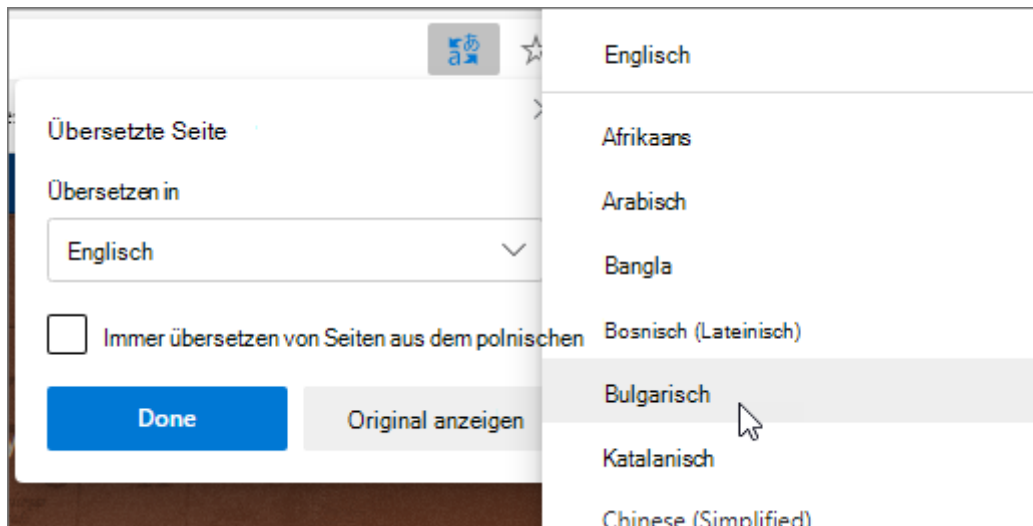 Übersetzte Seite
Übersetzen in
Englisch
Immer übersetzen von Seiten aus dem polnischen
Done
Original anzeigen
Englisch
Afrikaans
Arabisch
Bangla
Bosnisch (Lateinisch)
Bulgarisch
Katalanisch
Chinese (Simplified)